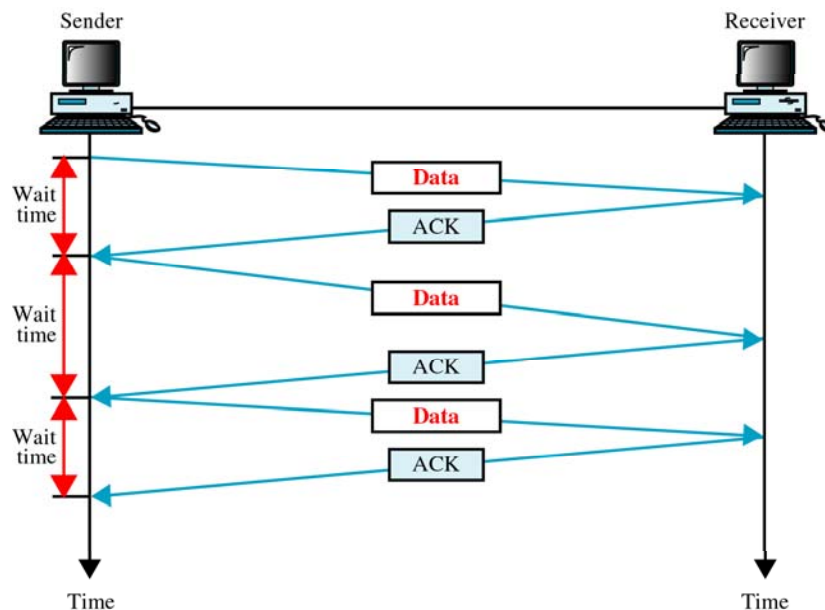 Sender
Receiver
Data
Wait
time
ACK
Data
Wait
time
ACK
Data
Wait
time
ACK
Time
Time